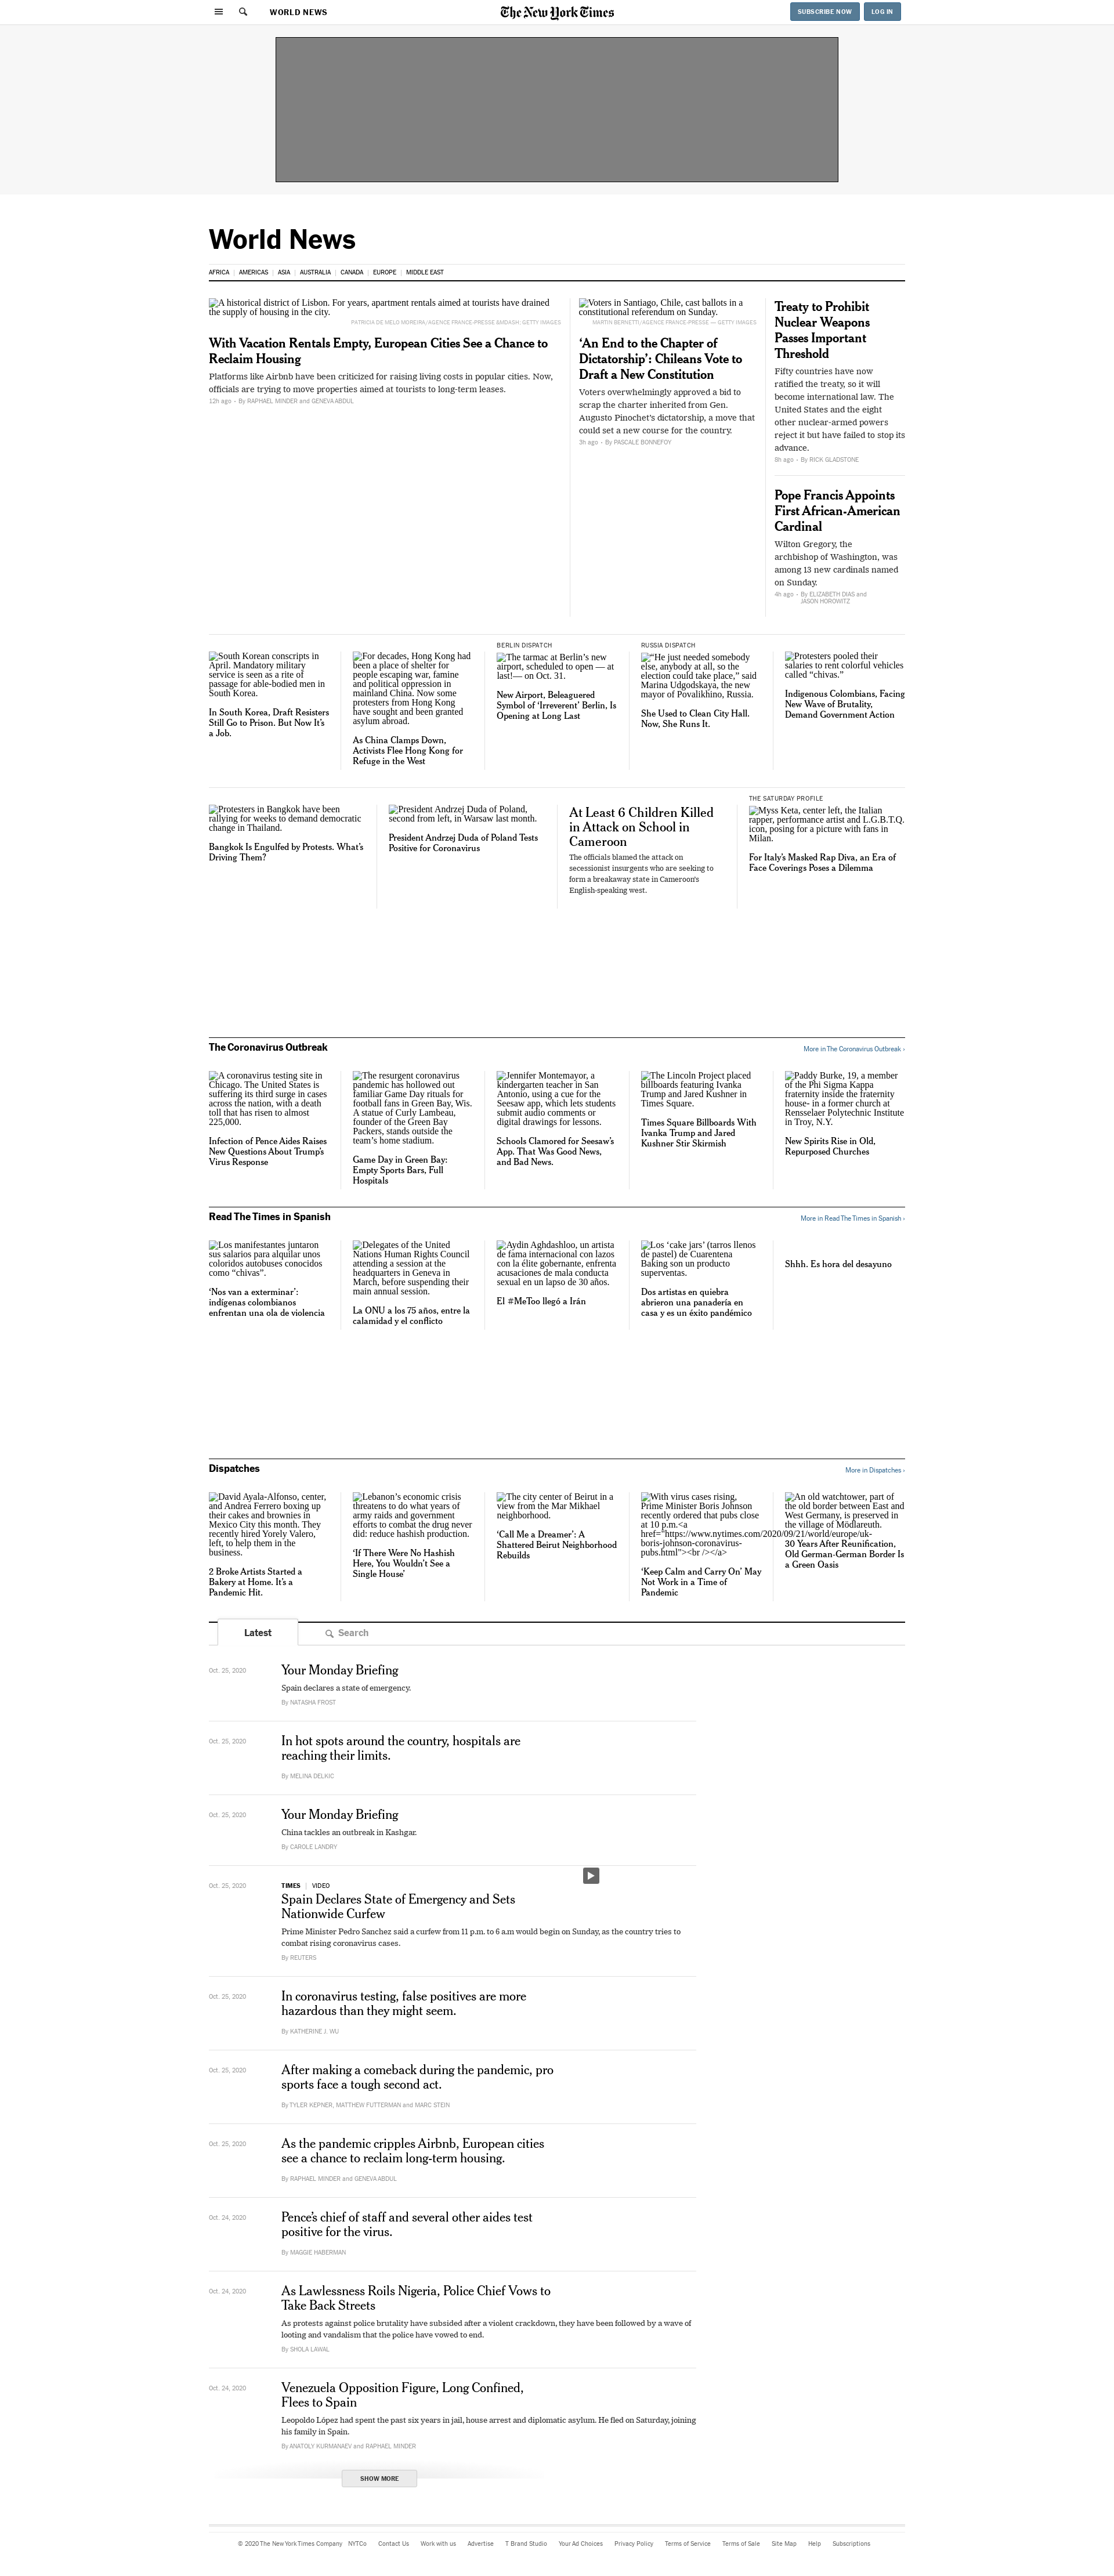 WORLD NEWS
The New York Times
SUBSCRIBE NOW
LOG IN
World News
AFRICA
AMERICAS
ASIA
AUSTRALIA
CANADA
EUROPE
MIDDLE EAST
A historical district of Lisbon. For years, apartment rentals aimed at tourists have drained
the supply of housing in the city.
PATRICIA DE MELO MOREIRA/AGENCE FRANCE-PRESSE &MDASH; GETTY IMAGES
With Vacation Rentals Empty, European Cities See a Chance to
Reclaim Housing
Platforms like Airbnb have been criticized for raising living costs in popular cities. Now,
officials are trying to move properties aimed at tourists to long-term leases.
12h ago - By RAPHAEL MINDER and GENEVA ABDUL
Voters in Santiago, Chile, cast ballots in a
constitutional referendum on Sunday.
MARTIN BERNETTI/AGENCE FRANCE-PRESSE — GETTY IMAGES
‘An End to the Chapter of
Dictatorship’: Chileans Vote to
Draft a New Constitution
Voters overwhelmingly approved a bid to
scrap the charter inherited from Gen.
Augusto Pinochet’s dictatorship, a move that
could set a new course for the country.
3h ago - By PASCALE BONNEFOY
Treaty to Prohibit
Nuclear Weapons
Passes Important
Threshold
Fifty countries have now
ratified the treaty, so it will
become international law. The
United States and the eight
other nuclear-armed powers
reject it but have failed to stop its
advance.
8h ago - By RICK GLADSTONE
Pope Francis Appoints
First African-American
Cardinal
Wilton Gregory, the
archbishop of Washington, was
among 13 new cardinals named
on Sunday.
4h ago - By ELIZABETH DIAS and
JASON HOROWITZ
South Korean conscripts in
April. Mandatory military
service is seen as a rite of
passage for able-bodied men in
South Korea.
In South Korea, Draft Resisters
Still Go to Prison. But Now It’s
a Job.
For decades, Hong Kong had
been a place of shelter for
people escaping war, famine
and political oppression in
mainland China. Now some
protesters from Hong Kong
have sought and been granted
asylum abroad.
As China Clamps Down,
Activists Flee Hong Kong for
Refuge in the West
BERLIN DISPATCH
The tarmac at Berlin’s new
airport, scheduled to open — at
last!— on Oct. 31.
New Airport, Beleaguered
Symbol of ‘Irreverent’ Berlin, Is
Opening at Long Last
RUSSIA DISPATCH
“He just needed somebody
else, anybody at all, so the
election could take place,” said
Marina Udgodskaya, the new
mayor of Povalikhino, Russia.
She Used to Clean City Hall.
Now, She Runs It.
Protesters pooled their
salaries to rent colorful vehicles
called “chivas.”
Indigenous Colombians, Facing
New Wave of Brutality,
Demand Government Action
Protesters in Bangkok have been
rallying for weeks to demand democratic
change in Thailand.
Bangkok Is Engulfed by Protests. What’s
Driving Them?
President Andrzej Duda of Poland,
second from left, in Warsaw last month.
President Andrzej Duda of Poland Tests
Positive for Coronavirus
At Least 6 Children Killed
in Attack on School in
Cameroon
The officials blamed the attack on
secessionist insurgents who are seeking to
form a breakaway state in Cameroon’s
English-speaking west.
THE SATURDAY PROFILE
Myss Keta, center left, the Italian
rapper, performance artist and L.G.B.T.Q.
icon, posing for a picture with fans in
Milan.
For Italy’s Masked Rap Diva, an Era of
Face Coverings Poses a Dilemma
The Coronavirus Outbreak
More in The Coronavirus Outbreak ›
A coronavirus testing site in
Chicago. The United States is
suffering its third surge in cases
across the nation, with a death
toll that has risen to almost
225,000.
Infection of Pence Aides Raises
New Questions About Trump’s
Virus Response
The resurgent coronavirus
pandemic has hollowed out
familiar Game Day rituals for
football fans in Green Bay, Wis.
A statue of Curly Lambeau,
founder of the Green Bay
Packers, stands outside the
team’s home stadium.
Game Day in Green Bay:
Empty Sports Bars, Full
Hospitals
Jennifer Montemayor, a
kindergarten teacher in San
Antonio, using a cue for the
Seesaw app, which lets students
submit audio comments or
digital drawings for lessons.
Schools Clamored for Seesaw’s
App. That Was Good News,
and Bad News.
The Lincoln Project placed
billboards featuring Ivanka
Trump and Jared Kushner in
Times Square.
Times Square Billboards With
Ivanka Trump and Jared
Kushner Stir Skirmish
Paddy Burke, 19, a member
of the Phi Sigma Kappa
fraternity inside the fraternity
house- in a former church at
Rensselaer Polytechnic Institute
in Troy, N.Y.
New Spirits Rise in Old,
Repurposed Churches
Read The Times in Spanish
More in Read The Times in Spanish ›
Los manifestantes juntaron
sus salarios para alquilar unos
coloridos autobuses conocidos
como “chivas”.
‘Nos van a exterminar’:
indígenas colombianos
enfrentan una ola de violencia
Delegates of the United
Nations Human Rights Council
attending a session at the
headquarters in Geneva in
March, before suspending their
main annual session.
La ONU a los 75 años, entre la
calamidad y el conflicto
Aydin Aghdashloo, un artista
de fama internacional con lazos
con la élite gobernante, enfrenta
acusaciones de mala conducta
sexual en un lapso de 30 años.
El #MeToo llegó a Irán
Los ‘cake jars’ (tarros llenos
de pastel) de Cuarentena
Baking son un producto
superventas.
Dos artistas en quiebra
abrieron una panadería en
casa y es un éxito pandémico
Shhh. Es hora del desayuno
Dispatches
More in Dispatches ›
David Ayala-Alfonso, center,
and Andrea Ferrero boxing up
their cakes and brownies in
Mexico City this month. They
recently hired Yorely Valero,
left, to help them in the
business.
2 Broke Artists Started a
Bakery at Home. It’s a
Pandemic Hit.
Lebanon’s economic crisis
threatens to do what years of
army raids and government
efforts to combat the drug never
did: reduce hashish production.
‘If There Were No Hashish
Here, You Wouldn’t See a
Single House’
The city center of Beirut in a
view from the Mar Mikhael
neighborhood.
‘Call Me a Dreamer’: A
Shattered Beirut Neighborhood
Rebuilds
With virus cases rising,
Prime Minister Boris Johnson
recently ordered that pubs close
at 10 p.m.<a
href="https://www.nytimes.com/2020/09/21/world/europe/uk-
boris-johnson-coronavirus-
pubs.html"><br /></a>
‘Keep Calm and Carry On’ May
Not Work in a Time of
Pandemic
An old watchtower, part of
the old border between East and
West Germany, is preserved in
the village of Mödlareuth.
30 Years After Reunification,
Old German-German Border Is
a Green Oasis
Latest
Search
Oct. 25, 2020
Your Monday Briefing
Spain declares a state of emergency.
By NATASHA FROST
Oct. 25, 2020
In hot spots around the country, hospitals are
reaching their limits.
By MELINA DELKIC
Oct. 25, 2020
Your Monday Briefing
China tackles an outbreak in Kashgar.
By CAROLE LANDRY
Oct. 25, 2020
TIMES
VIDEO
Spain Declares State of Emergency and Sets
Nationwide Curfew
Prime Minister Pedro Sanchez said a curfew from 11 p.m. to 6 a.m would begin on Sunday, as the country tries to
combat rising coronavirus cases.
By REUTERS
Oct. 25, 2020
In coronavirus testing, false positives are more
hazardous than they might seem.
By KATHERINE J. WU
Oct. 25, 2020
After making a comeback during the pandemic, pro
sports face a tough second act.
By TYLER KEPNER, MATTHEW FUTTERMAN and MARC STEIN
Oct. 25, 2020
As the pandemic cripples Airbnb, European cities
see a chance to reclaim long-term housing.
By RAPHAEL MINDER and GENEVA ABDUL
Oct. 24, 2020
Pence’s chief of staff and several other aides test
positive for the virus.
By MAGGIE HABERMAN
Oct. 24, 2020
As Lawlessness Roils Nigeria, Police Chief Vows to
Take Back Streets
As protests against police brutality have subsided after a violent crackdown, they have been followed by a wave of
looting and vandalism that the police have vowed to end.
By SHOLA LAWAL
Oct. 24, 2020
Venezuela Opposition Figure, Long Confined,
Flees to Spain
Leopoldo López had spent the past six years in jail, house arrest and diplomatic asylum. He fled on Saturday, joining
his family in Spain.
By ANATOLY KURMANAEV and RAPHAEL MINDER
SHOW MORE
© 2020 The New York Times Company NYTCo Contact Us Work with us Advertise T Brand Studio Your Ad Choices Privacy Policy Terms of Service Terms of Sale Site Map Help Subscriptions